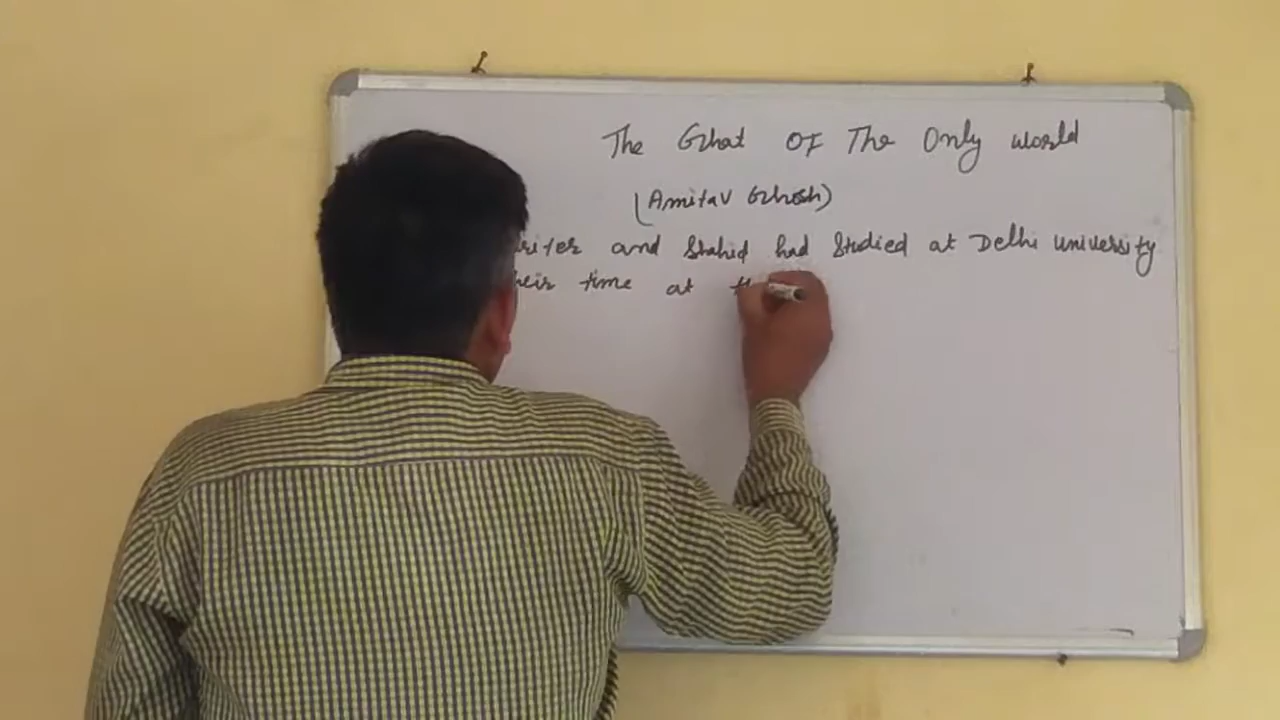 The Ghat Of The Only World
(Amitav Ghosh)
riter and Shahid had Studied at Delhi University
heir time at